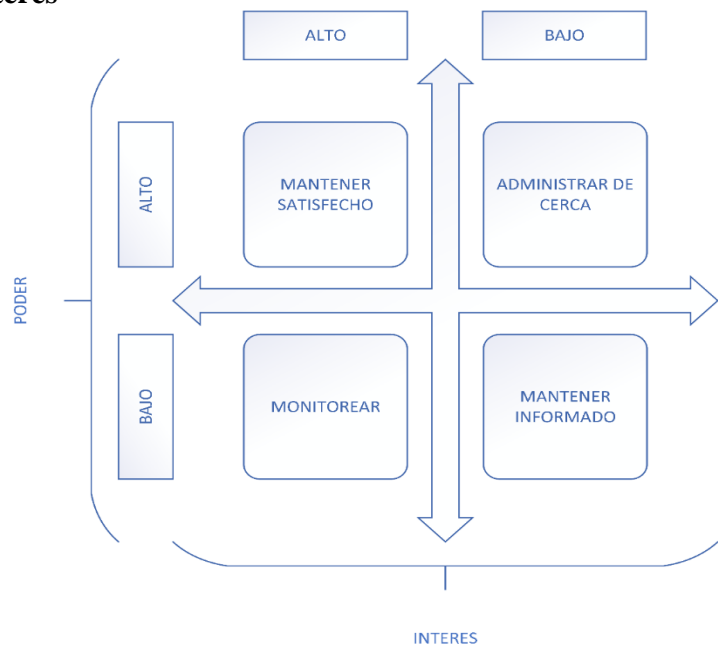 ALTO
BAJO
ALTO
MANTENER
SATISFECHO
ADMINISTRAR DE
CERCA
PODER
BAJO
MONITOREAR
MANTENER
INFORMADO
INTERES